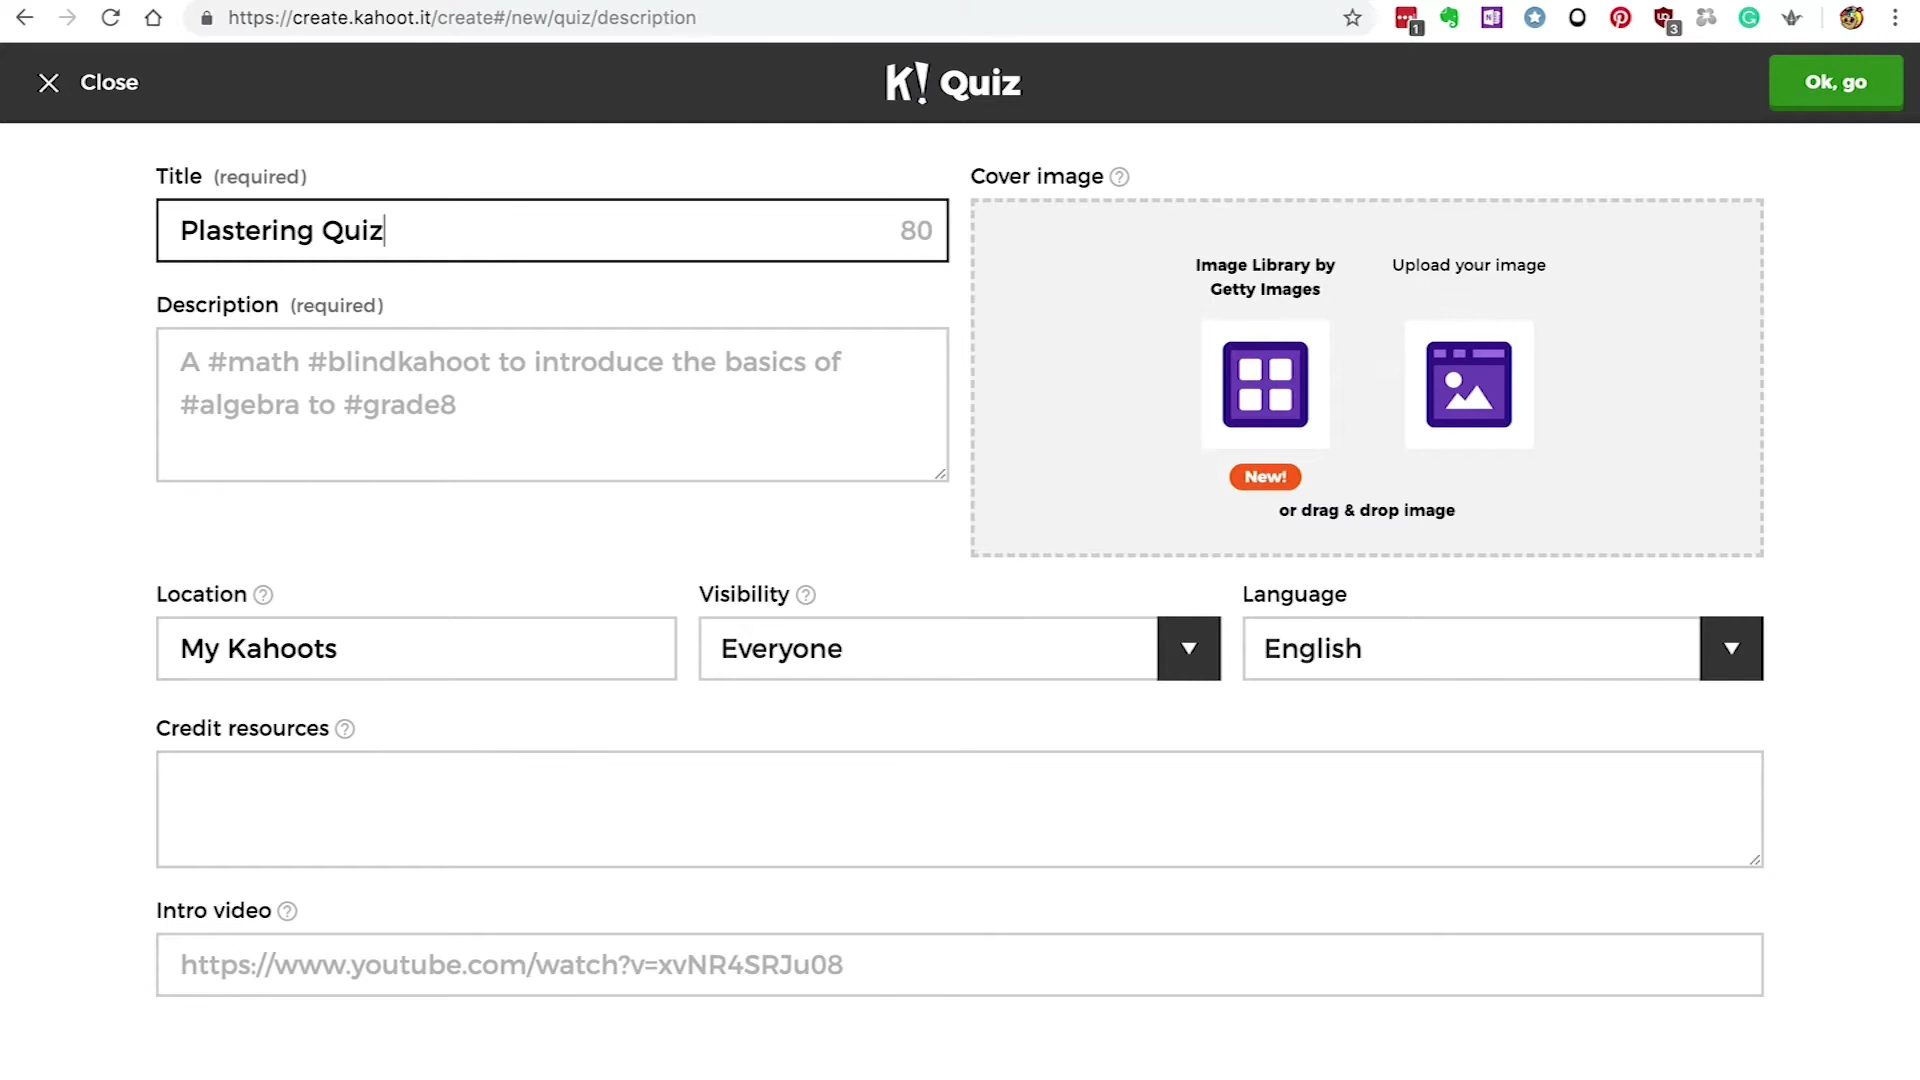 https://create.kahoot.it/create#/new/quiz/description
1
3
Close
K! Quiz
Ok, go
Title (required)
Plastering Quiz
80
Description (required)
A #math #blindkahoot to introduce the basics of
#algebra to #grade8
Cover image ?
Image Library by
Getty Images
New!
Upload your image
or drag & drop image
Location ?
My Kahoots
Visibility ?
Everyone
Language
English
Credit resources ?
Intro video ?
https://www.youtube.com/watch?v=xvNR4SRJu08